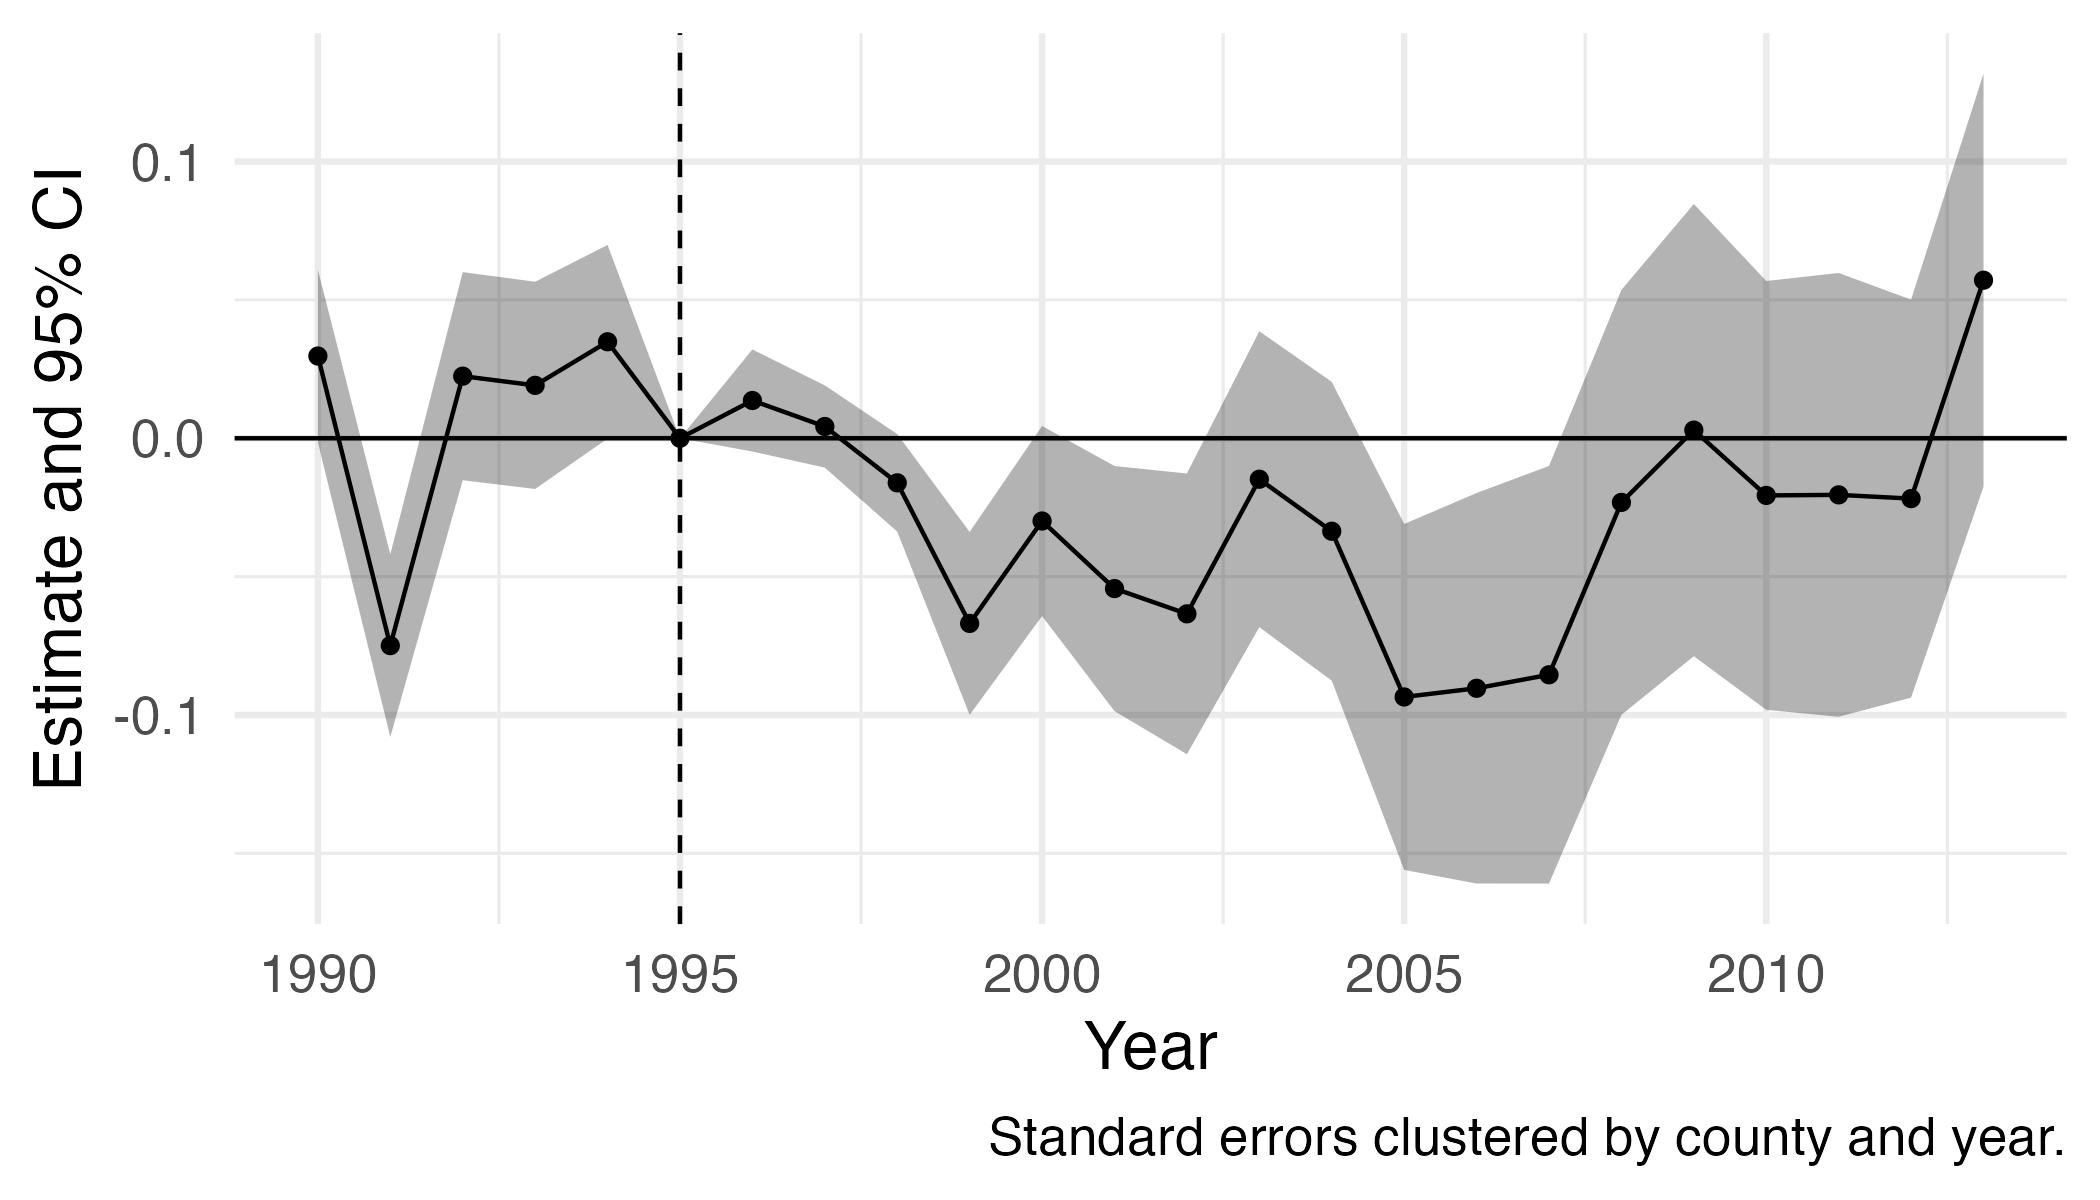 Estimate and 95% CI
0.1
0.0
-0.1
1990
1995
2000
2005
2010
Year
Standard errors clustered by county and year.